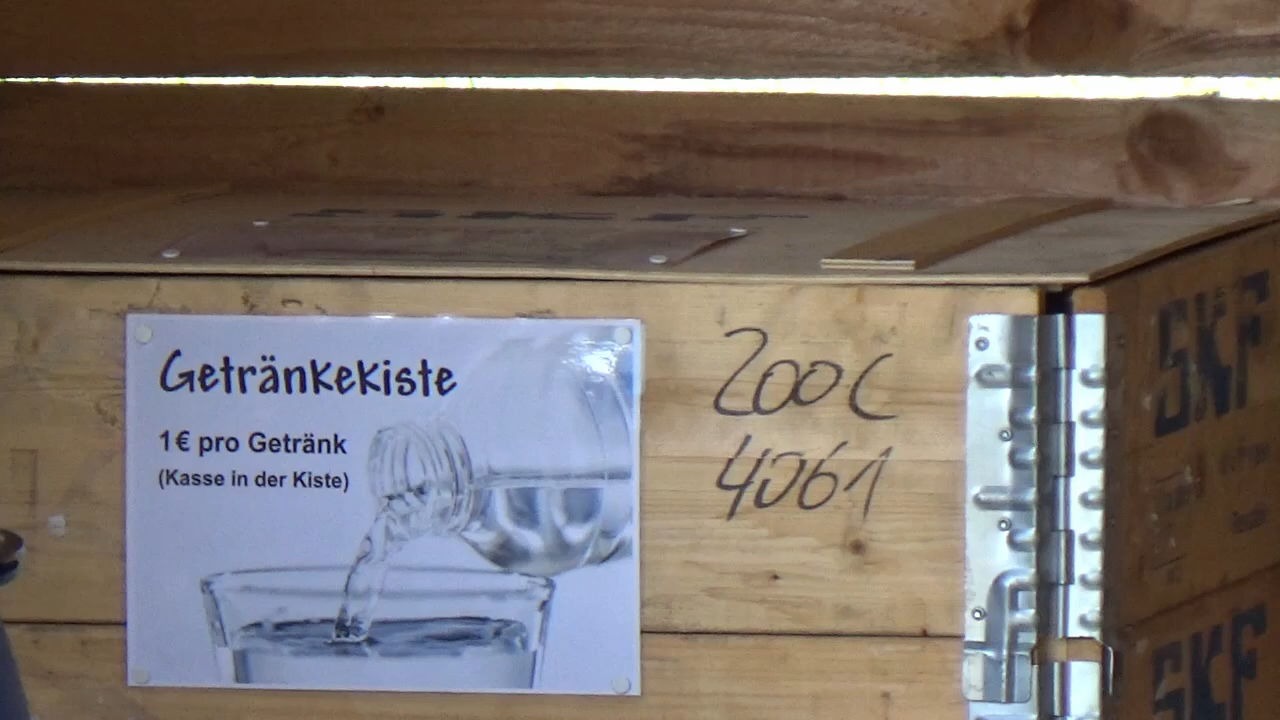 Getränkekiste
1€ pro Getränk
(Kasse in der Kiste)
200C
4061
SKF
SKF